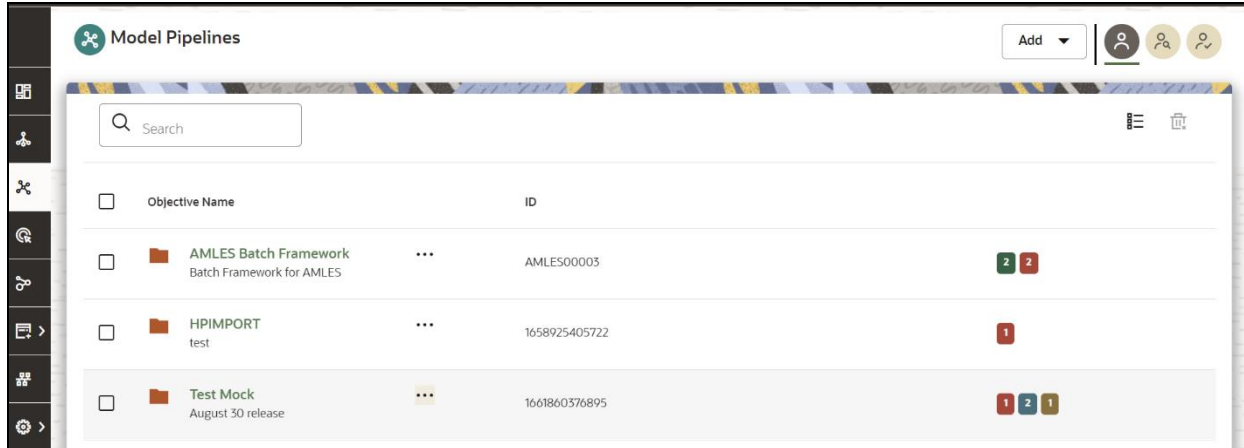 Model Pipelines
Add
Search
Objective Name ID
AMLES Batch Framework ... AMLES00003 2 2
Batch Framework for AMLES
HPIMPORT ... 1658925405722 1
test
Test Mock ... 1661860376895 1 2 1
August 30 release